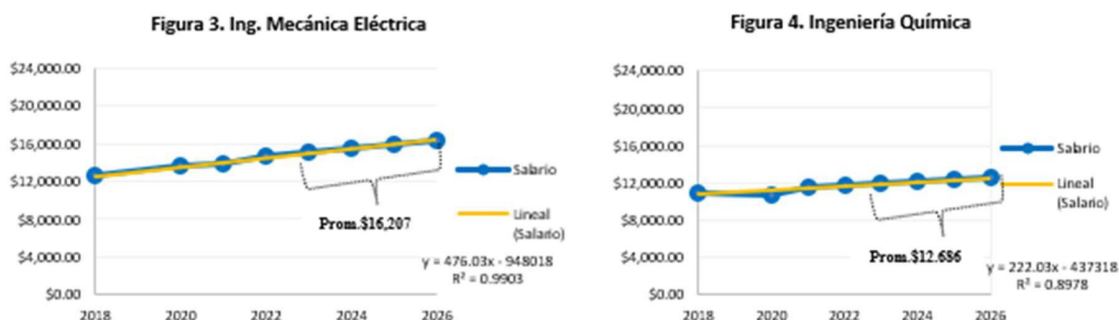 Figura 3. Ing. Mecánica Eléctrica
$24,000.00
$20,000.00
$16,000.00
$12,000.00
$8,000.00
$4,000.00
$0.00
2018
2020
2022
2024
2026
Prom.$16,207
Salario
Lineal
(Salario)
y = 476.03x - 948018
R² = 0.9903
Figura 4. Ingeniería Química
$24,000.00
$20,000.00
$16,000.00
$12,000.00
$8,000.00
$4,000.00
$0.00
2018
2020
2022
2024
2026
Prom.$12.686
Salario
Lineal
(Salario)
y = 222.03x - 437318
R² = 0.8978